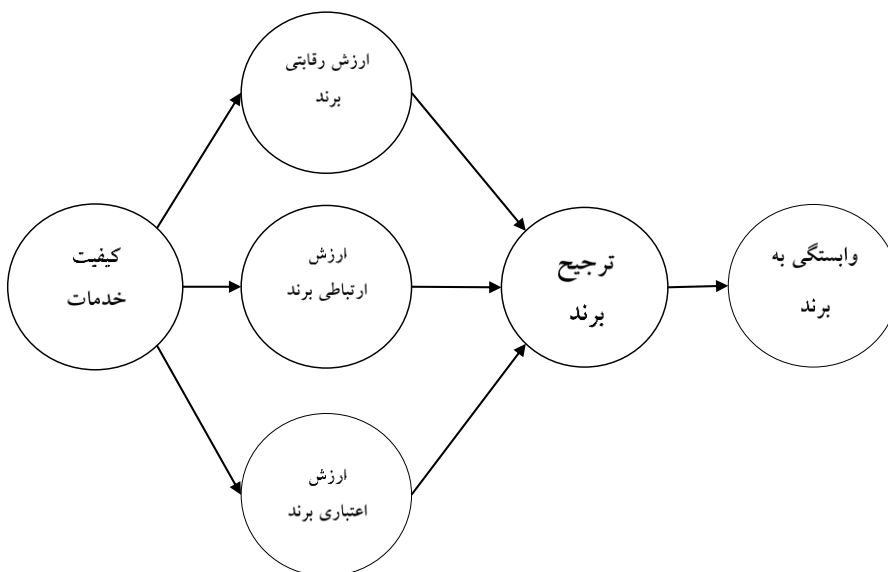 ارزش رقابتی
برند
کیفیت
خدمات
ارزش
ارتباطی برند
ترجیح
برند
وابستگی به
برند
ارزش
اعتباری برند